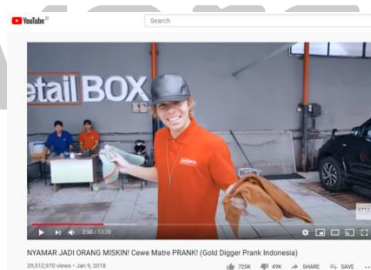 YouTube
Search
etail BOX
2:50 / 13:28
NYAMAR JADI ORANG MISKIN! Cewe Matre PRANK! (Gold Digger Prank Indonesia)
29,512,970 views • Jan 9, 2018
725K
49K
SHARE
SAVE